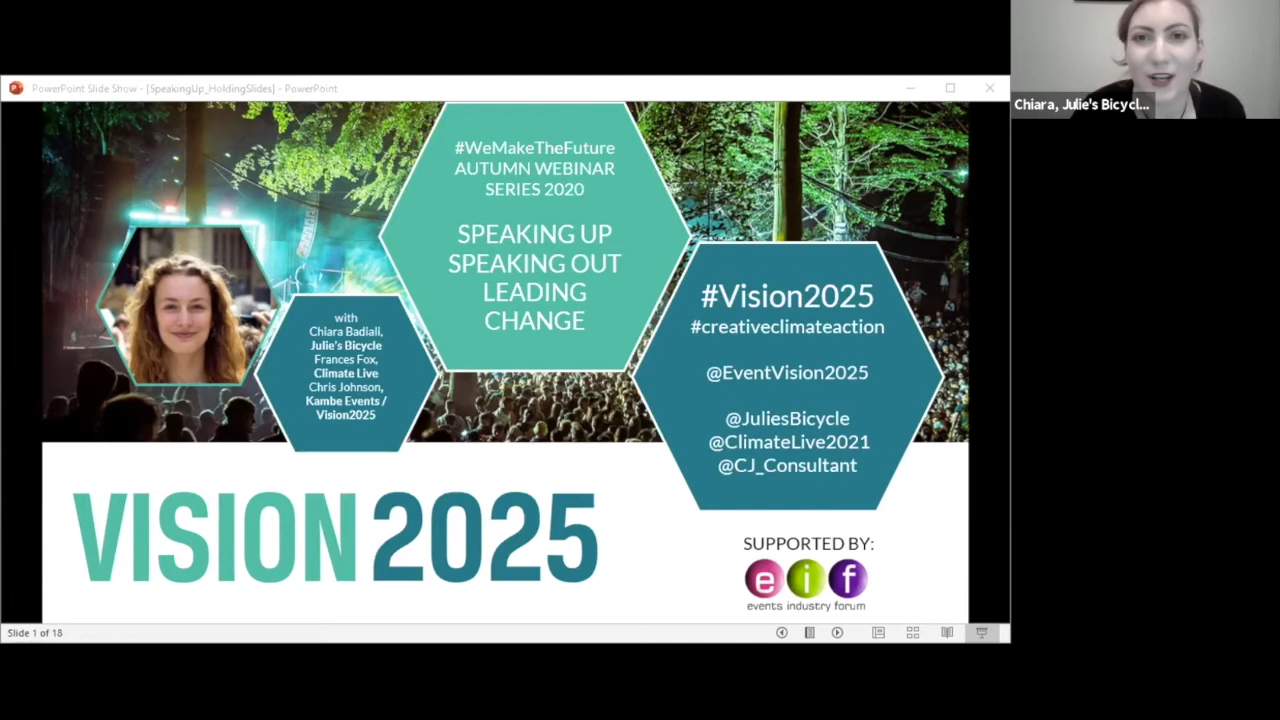 PowerPoint Slide Show - [SpeakingUp_HoldingSlides] - PowerPoint
Chiara, Julie's Bicycl...
#WeMakeTheFuture
AUTUMN WEBINAR
SERIES 2020
SPEAKING UP
SPEAKING OUT
LEADING
CHANGE
with
Chiara Badiali,
Julie's Bicycle
Frances Fox,
Climate Live
Chris Johnson,
Kambe Events /
Vision2025
#Vision2025
#creativeclimateaction
@EventVision2025
@JuliesBicycle
@ClimateLive2021
@CJ_Consultant
VISION2025
SUPPORTED BY:
eif
events industry forum
Slide 1 of 18